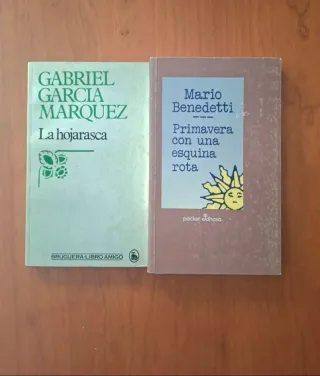 GABRIEL
GARCIA
MARQUEZ
La hojarasca
BRUGUERA-LIBRO AMIGO
Mario
Benedetti
Primavera
con una
esquina
rota
pocket edhasa